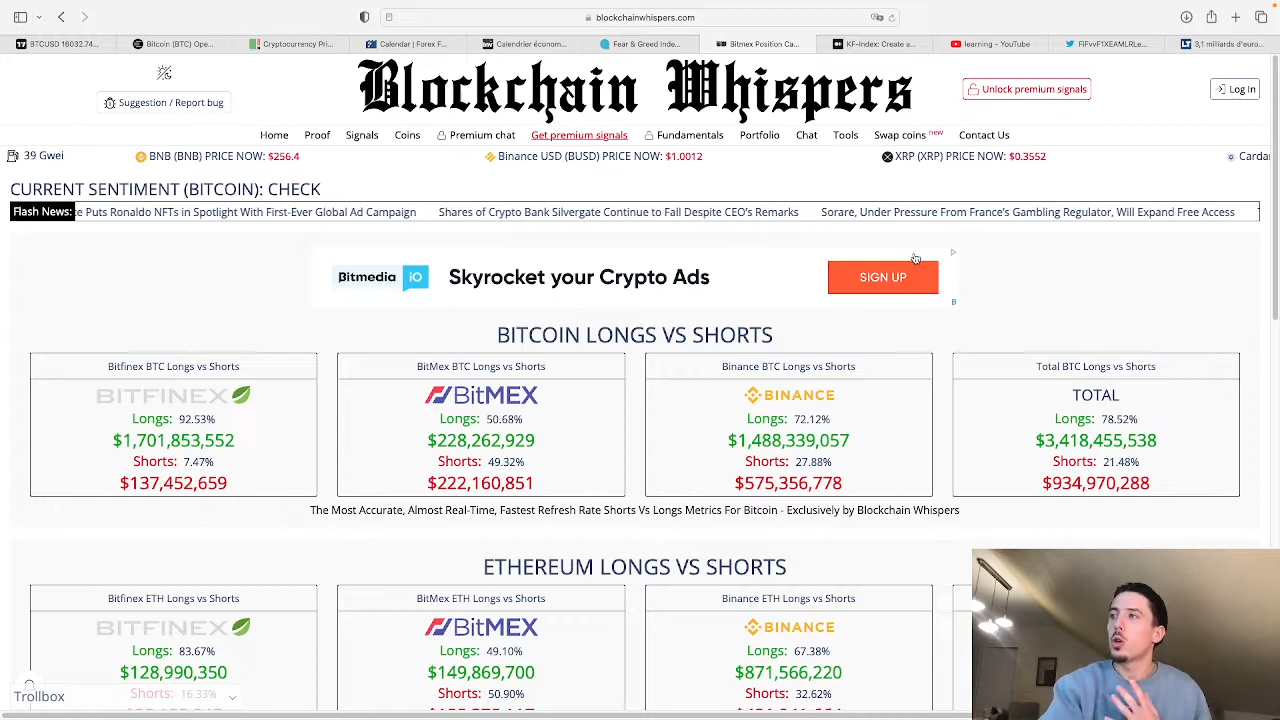 blockchainwhispers.com
BTCUSD 16032.74...
Bitcoin (BTC) Ope...
Cryptocurrency Pri...
Calendar | Forex F...
Calendrier économ...
Fear & Greed Inde...
Bitmex Position Ca...
KF-Index: Create a...
learning - YouTube
FiFvvF1XEAMLRLe...
3,1 milliards d'euro...
Suggestion / Report bug
Blockchain Whispers
Unlock premium signals
Log In
Home Proof Signals Coins Premium chat Get premium signals Fundamentals Portfolio Chat Tools Swap coins new Contact Us
39 Gwei BNB (BNB) PRICE NOW: $256.4 Binance USD (BUSD) PRICE NOW: $1.0012 XRP (XRP) PRICE NOW: $0.3552 Carda
CURRENT SENTIMENT (BITCOIN): CHECK
Flash News: ce Puts Ronaldo NFTs in Spotlight With First-Ever Global Ad Campaign Shares of Crypto Bank Silvergate Continue to Fall Despite CEO's Remarks Sorare, Under Pressure From France's Gambling Regulator, Will Expand Free Access
Bitmedia iO Skyrocket your Crypto Ads SIGN UP
BITCOIN LONGS VS SHORTS
Bitfinex BTC Longs vs Shorts
BITFINEX
Longs: 92.53%
$1,701,853,552
Shorts: 7.47%
$137,452,659
BitMex BTC Longs vs Shorts
BitMEX
Longs: 50.68%
$228,262,929
Shorts: 49.32%
$222,160,851
Binance BTC Longs vs Shorts
BINANCE
Longs: 72.12%
$1,488,339,057
Shorts: 27.88%
$575,356,778
Total BTC Longs vs Shorts
TOTAL
Longs: 78.52%
$3,418,455,538
Shorts: 21.48%
$934,970,288
The Most Accurate, Almost Real-Time, Fastest Refresh Rate Shorts Vs Longs Metrics For Bitcoin - Exclusively by Blockchain Whispers
ETHEREUM LONGS VS SHORTS
Bitfinex ETH Longs vs Shorts
BITFINEX
Longs: 83.67%
$128,990,350
Shorts: 16.33%
BitMex ETH Longs vs Shorts
BitMEX
Longs: 49.10%
$149,869,700
Shorts: 50.90%
Binance ETH Longs vs Shorts
BINANCE
Longs: 67.38%
$871,566,220
Shorts: 32.62%
Trollbox